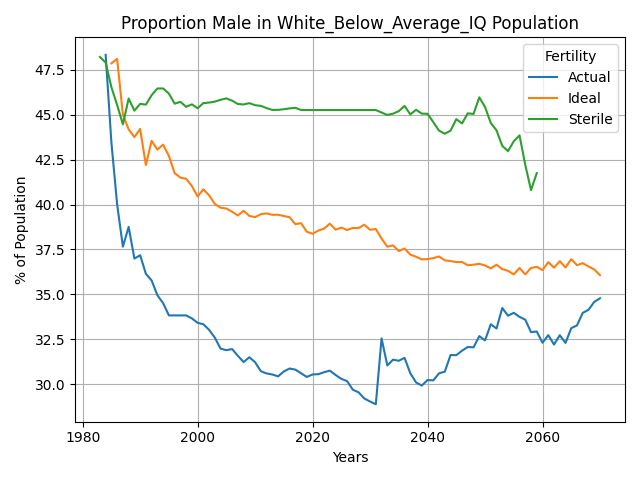 Proportion Male in White_Below_Average_IQ Population
Fertility
Actual
Ideal
Sterile
% of Population
47.5
45.0
42.5
40.0
37.5
35.0
32.5
30.0
1980
2000
2020
2040
2060
Years